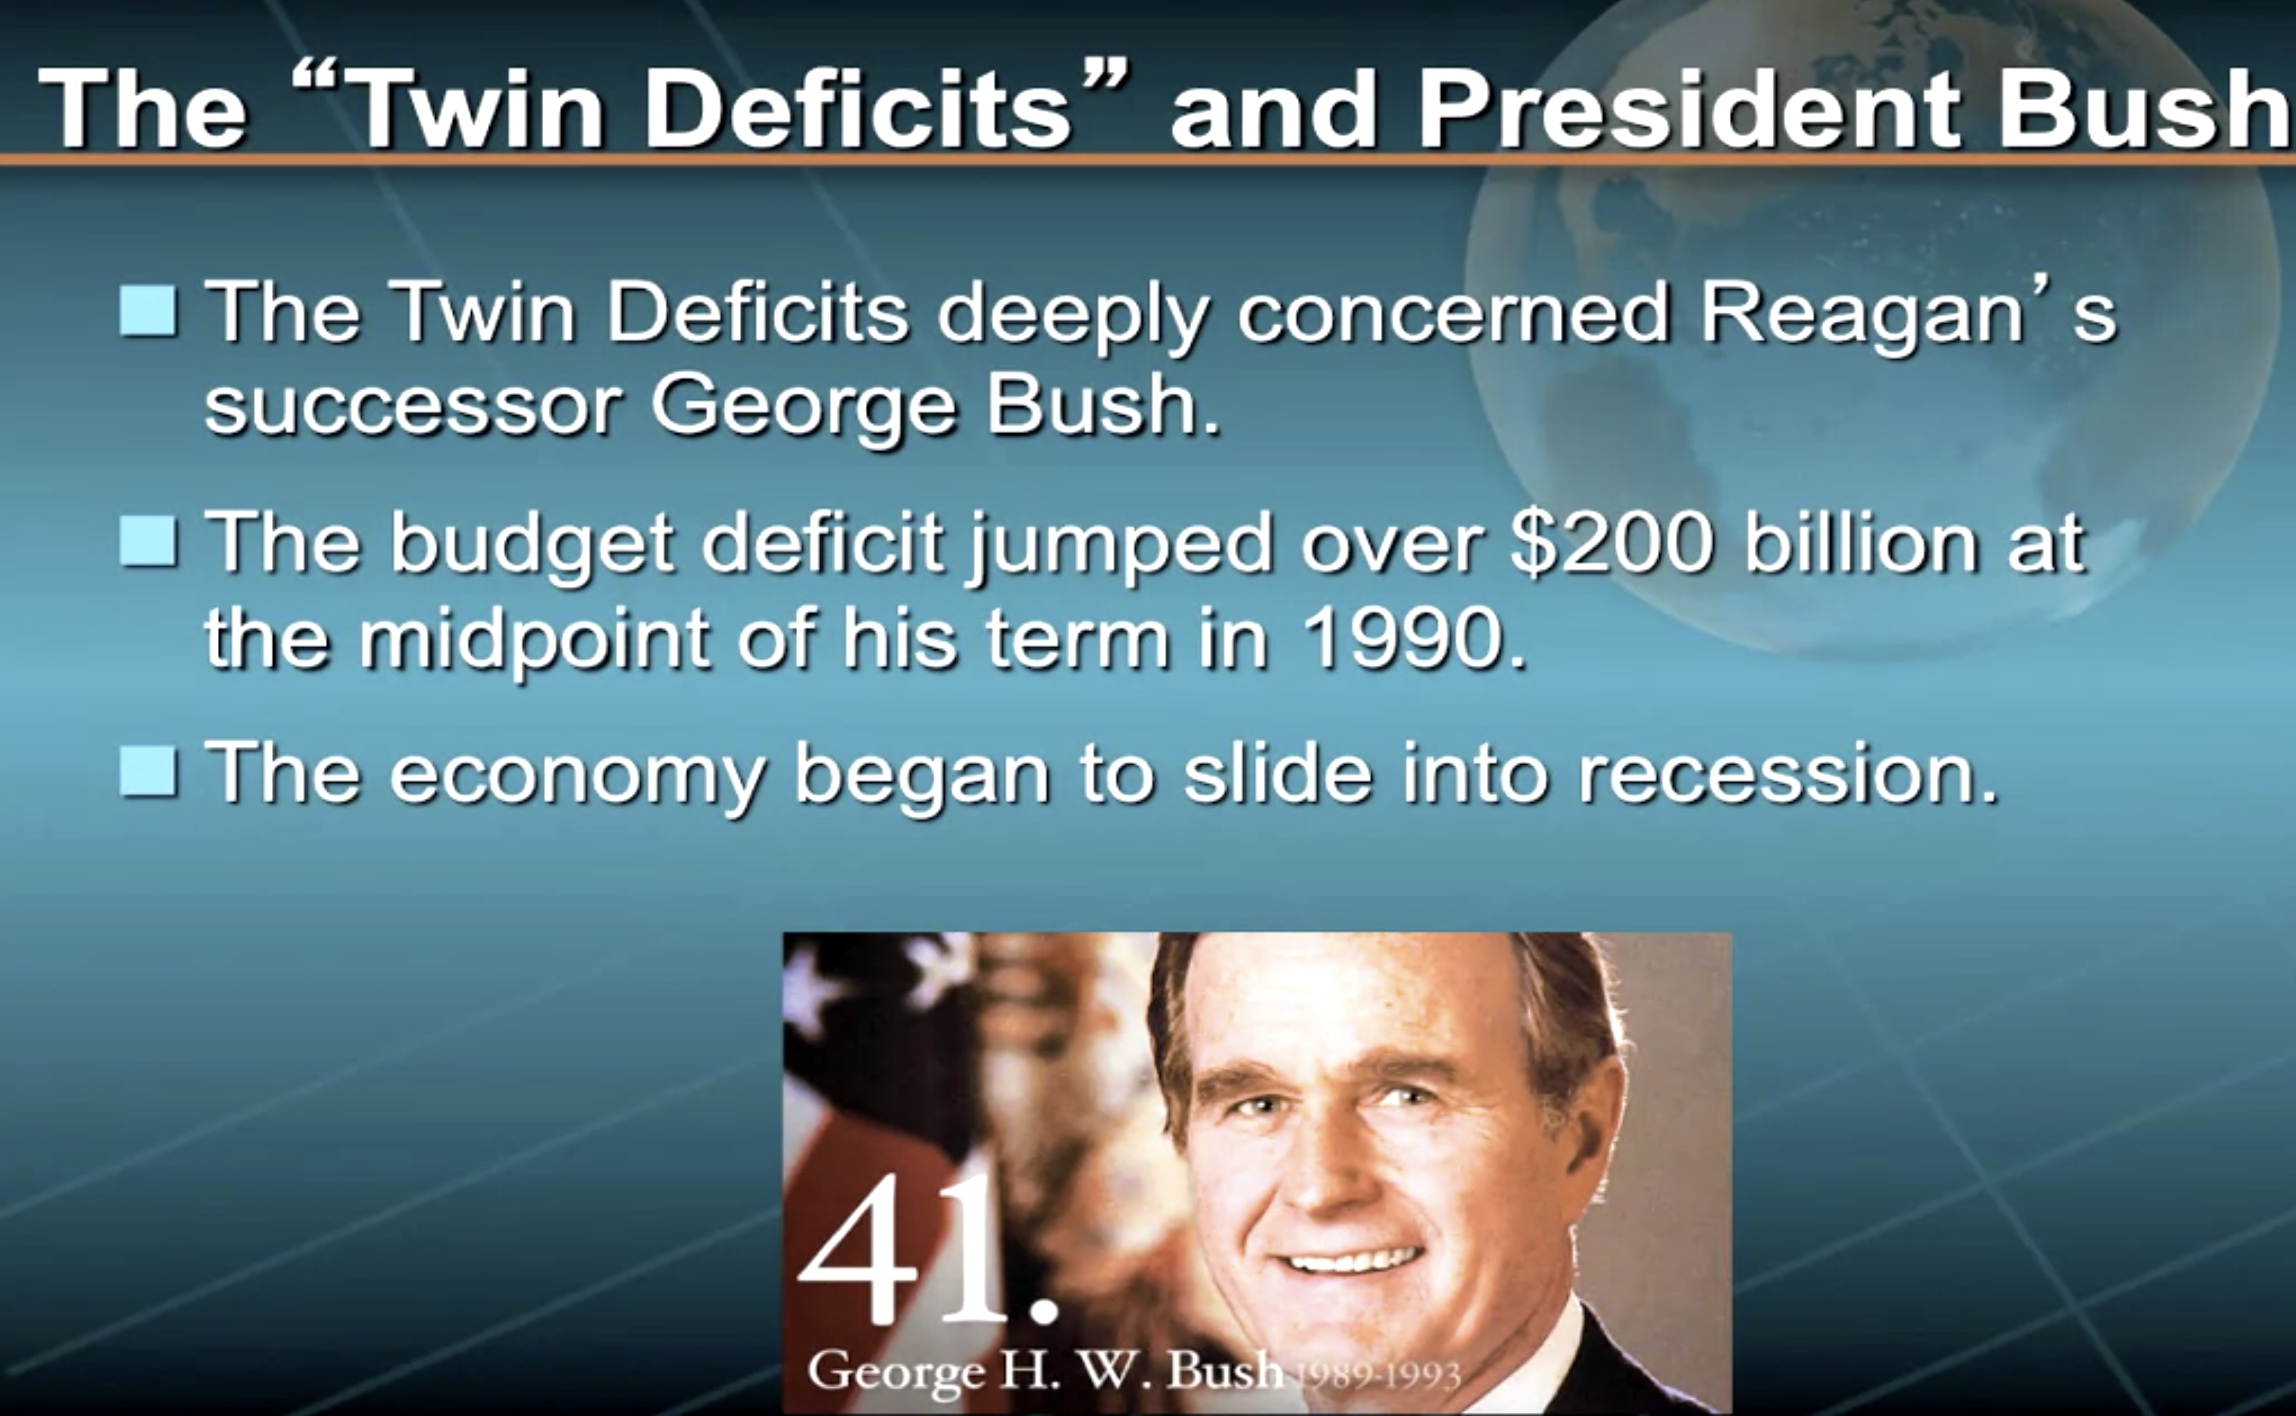 The “Twin Deficits” and President Bush
The Twin Deficits deeply concerned Reagan’s
successor George Bush.
The budget deficit jumped over $200 billion at
the midpoint of his term in 1990.
The economy began to slide into recession.
41.
George H. W. Bush 1989-1993